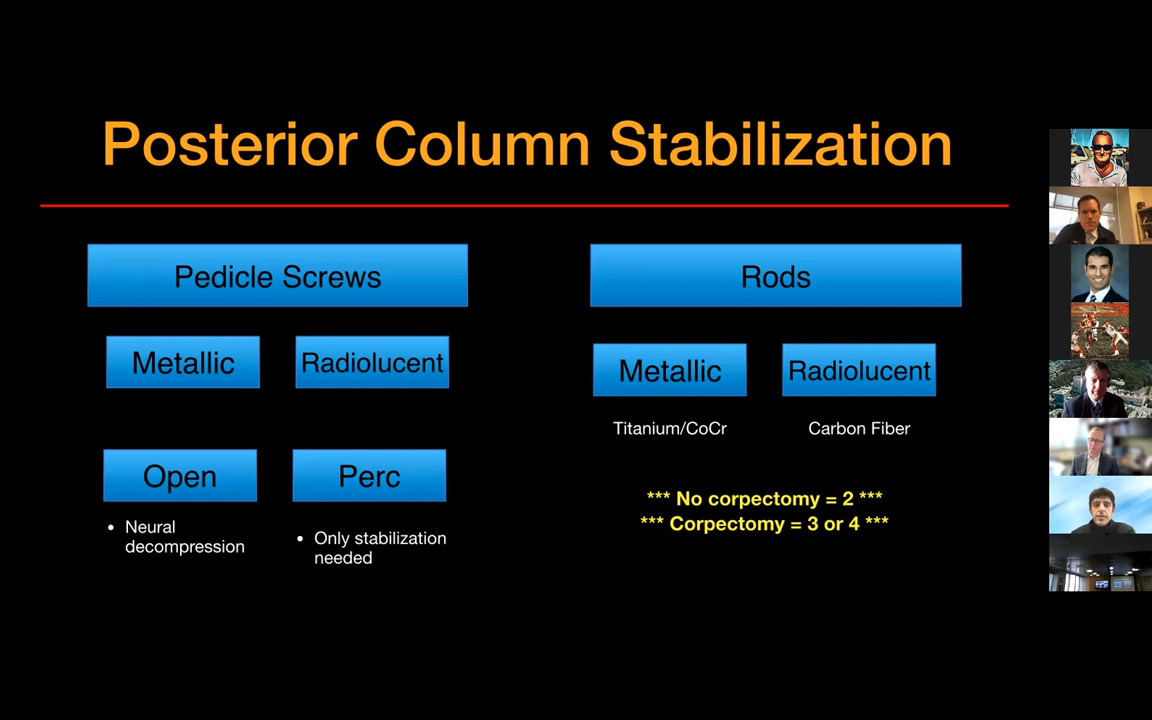 Posterior Column Stabilization
Pedicle Screws
Metallic
Radiolucent
Open
Perc
• Neural
decompression
• Only stabilization
needed
Rods
Metallic
Radiolucent
Titanium/CoCr
Carbon Fiber
*** No corpectomy = 2 ***
*** Corpectomy = 3 or 4 ***